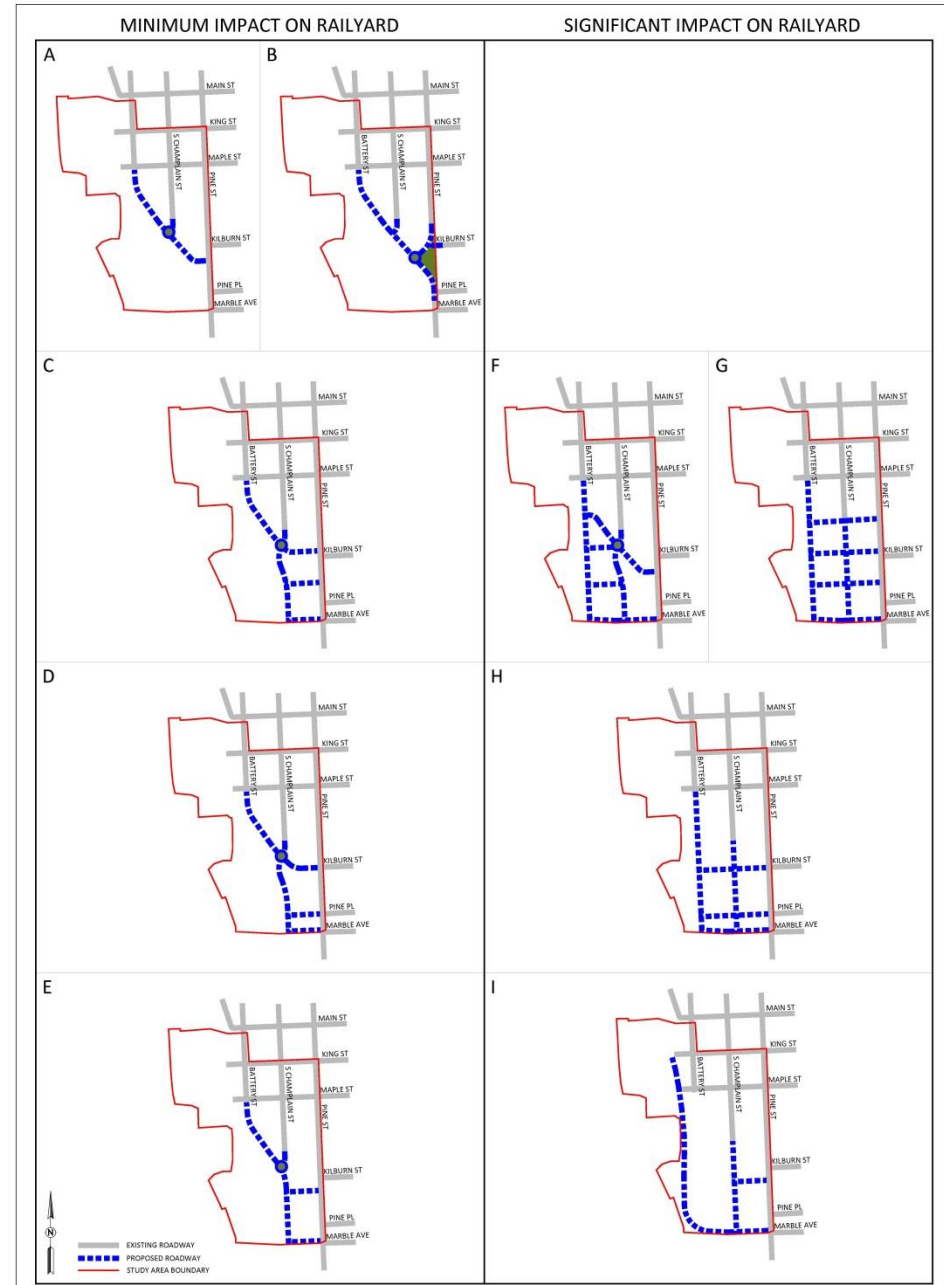 MINIMUM IMPACT ON RAILYARD
SIGNIFICANT IMPACT ON RAILYARD
A
MAIN ST
KING ST
MAPLE ST
S CHAMPLAIN ST
PINE ST
KILBURN ST
PINE PL
MARBLE AVE
B
MAIN ST
KING ST
BATTERY ST
S CHAMPLAIN ST
MAPLE ST
PINE ST
KILBURN ST
PINE PL
MARBLE AVE
C
MAIN ST
KING ST
BATTERY ST
S CHAMPLAIN ST
MAPLE ST
PINE ST
KILBURN ST
PINE PL
MARBLE AVE
F
MAIN ST
KING ST
BATTERY ST
S CHAMPLAIN ST
MAPLE ST
PINE ST
KILBURN ST
PINE PL
MARBLE AVE
G
MAIN ST
KING ST
BATTERY ST
S CHAMPLAIN ST
MAPLE ST
PINE ST
KILBURN ST
PINE PL
MARBLE AVE
D
MAIN ST
KING ST
BATTERY ST
S CHAMPLAIN ST
MAPLE ST
PINE ST
KILBURN ST
PINE PL
MARBLE AVE
H
MAIN ST
KING ST
BATTERY ST
S CHAMPLAIN ST
MAPLE ST
PINE ST
KILBURN ST
PINE PL
MARBLE AVE
E
MAIN ST
KING ST
BATTERY ST
S CHAMPLAIN ST
MAPLE ST
PINE ST
KILBURN ST
PINE PL
MARBLE AVE
I
MAIN ST
KING ST
BATTERY ST
S CHAMPLAIN ST
MAPLE ST
PINE ST
KILBURN ST
PINE PL
MARBLE AVE
N
EXISTING ROADWAY
PROPOSED ROADWAY
STUDY AREA BOUNDARY